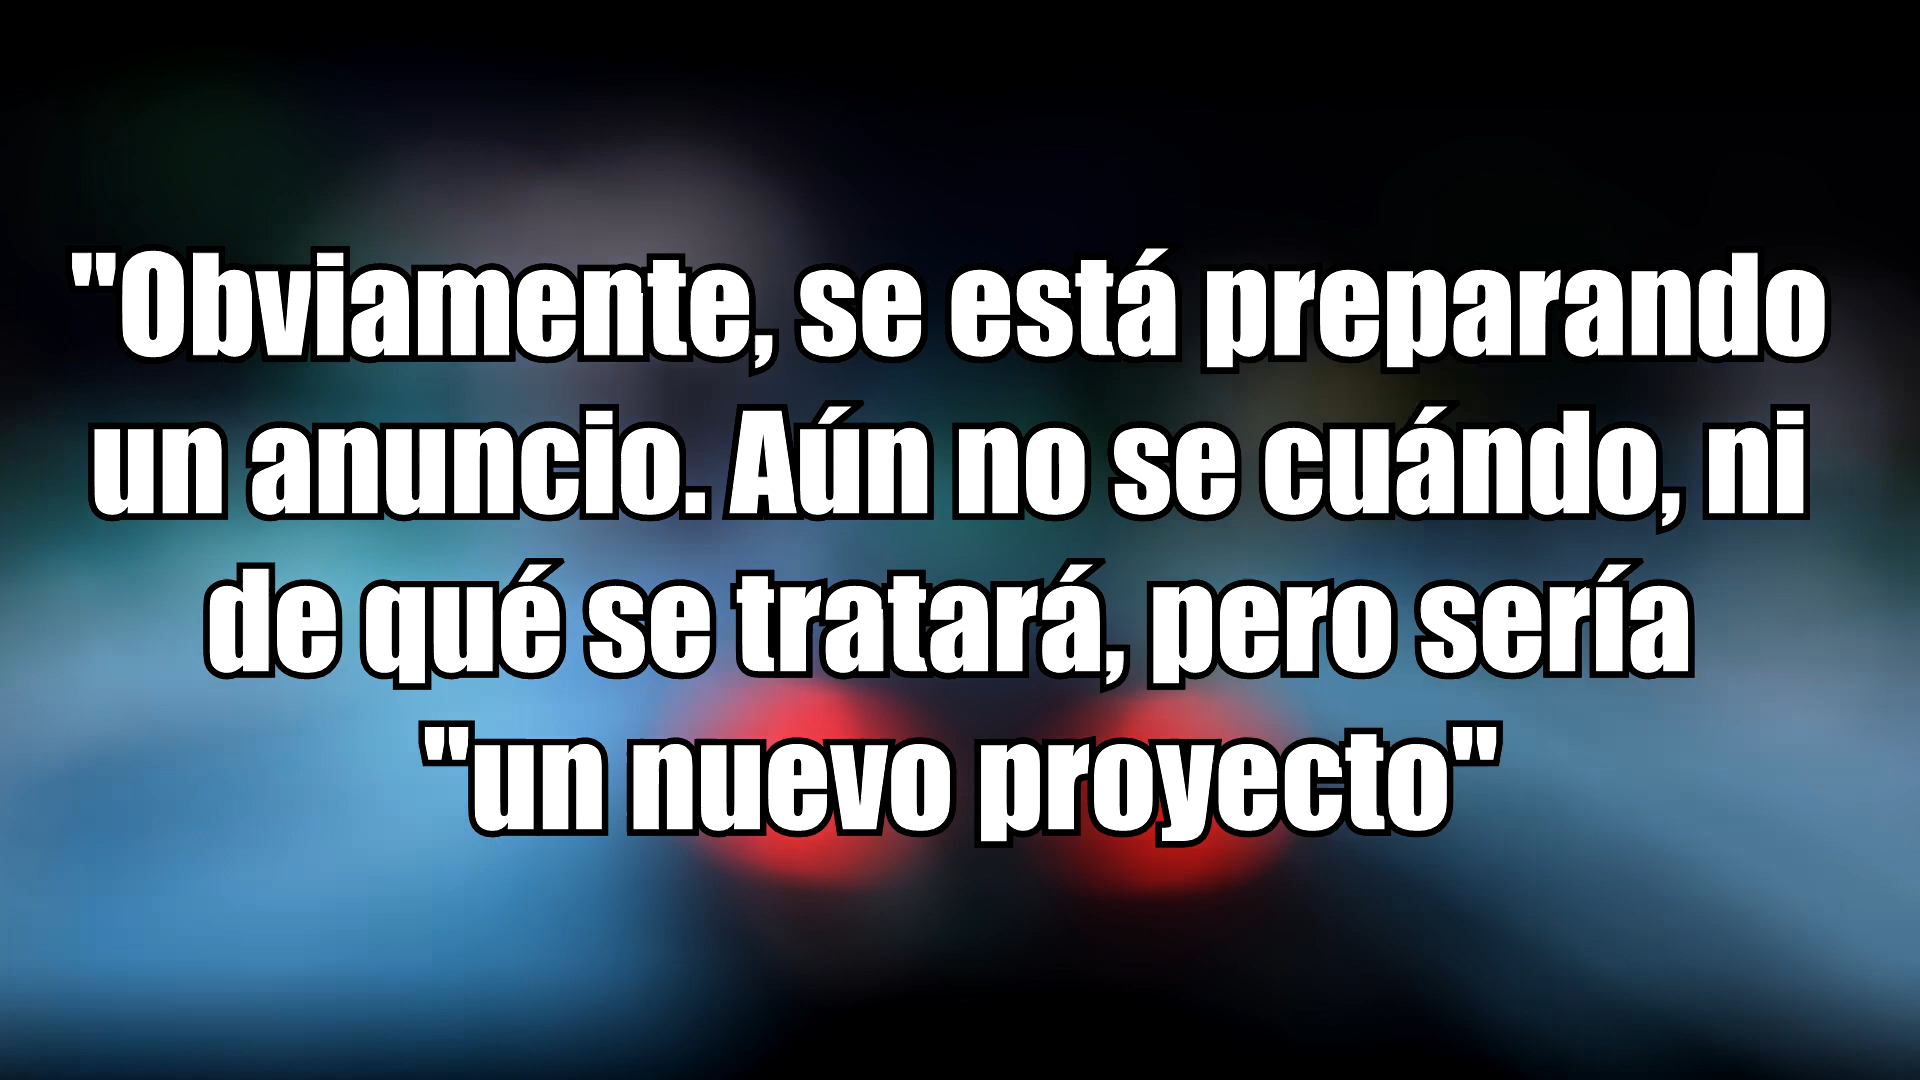 "Obviamente, se está preparando
un anuncio. Aún no se cuándo, ni
de qué se tratará, pero sería
"un nuevo proyecto"